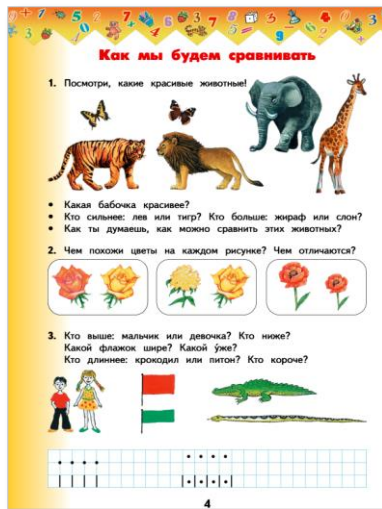 Как мы будем сравнивать
1. Посмотри, какие красивые животные!
• Какая бабочка красивее?
• Кто сильнее: лев или тигр? Кто больше: жираф или слон?
• Как ты думаешь, как можно сравнить этих животных?
2. Чем похожи цветы на каждом рисунке? Чем отличаются?
3. Кто выше: мальчик или девочка? Кто ниже?
Какой флажок шире? Какой у́же?
Кто длиннее: крокодил или питон? Кто короче?
4